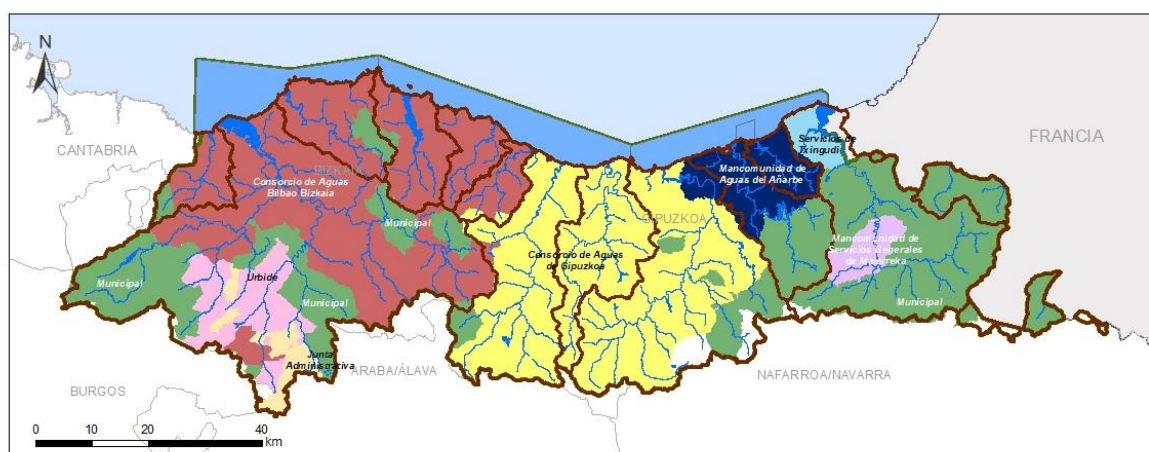 N
CANTABRIA
FRANCIA
Servicios de
Txingudi
Mancomunidad de
Aguas del Añarbe
BIZKAIA
Consorcio de Aguas
Bilbao Bizkaia
Municipal
GIPUZKOA
Mancomunidad de
Servicios Generales
de Malerreka
Consorcio de Aguas
de Gipuzkoa
Urbide
Municipal
Municipal
Municipal
Junta
Administrativa
ARABA/ÁLAVA
NAFARROA/NAVARRA
BURGOS
0 10 20 40
km